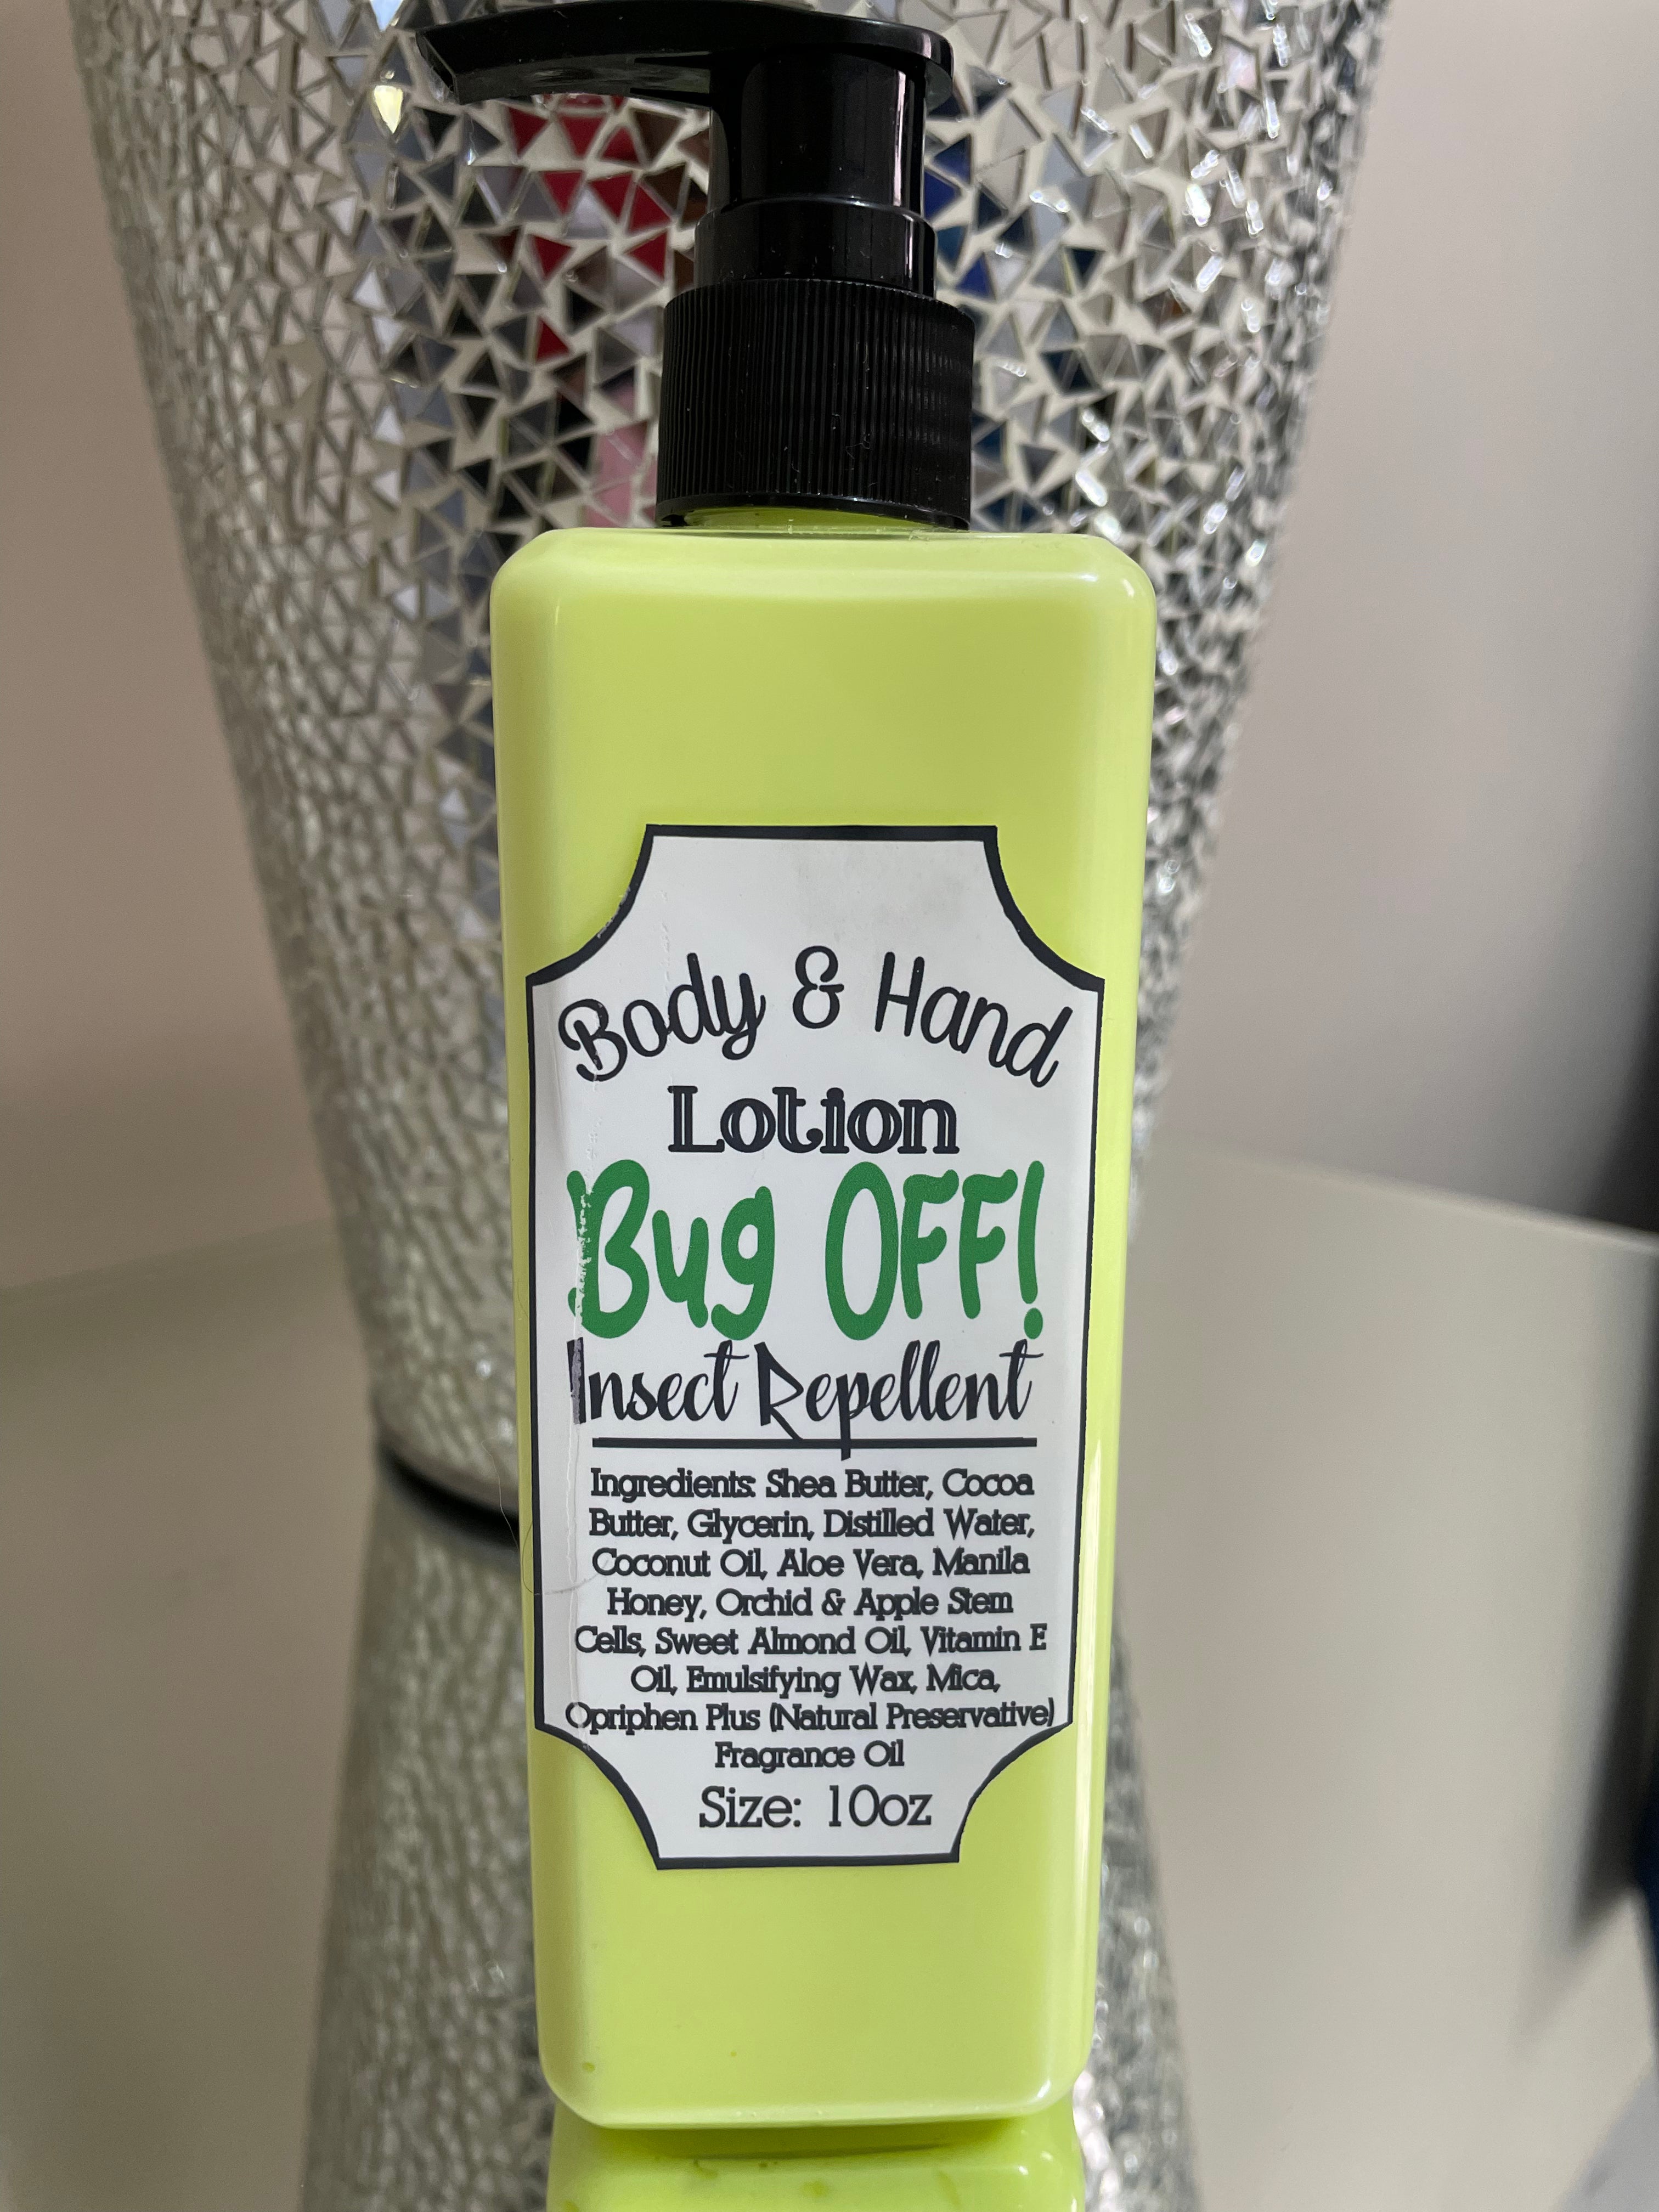 Body & Hand
Lotion
Bug OFF!
Insect Repellent
Ingredients: Shea Butter, Cocoa
Butter, Glycerin, Distilled Water,
Coconut Oil, Aloe Vera, Manila
Honey, Orchid & Apple Stem
Cells, Sweet Almond Oil, Vitamin E
Oil, Emulsifying Wax, Mica,
Opriphen Plus (Natural Preservative)
Fragrance Oil
Size: 10oz